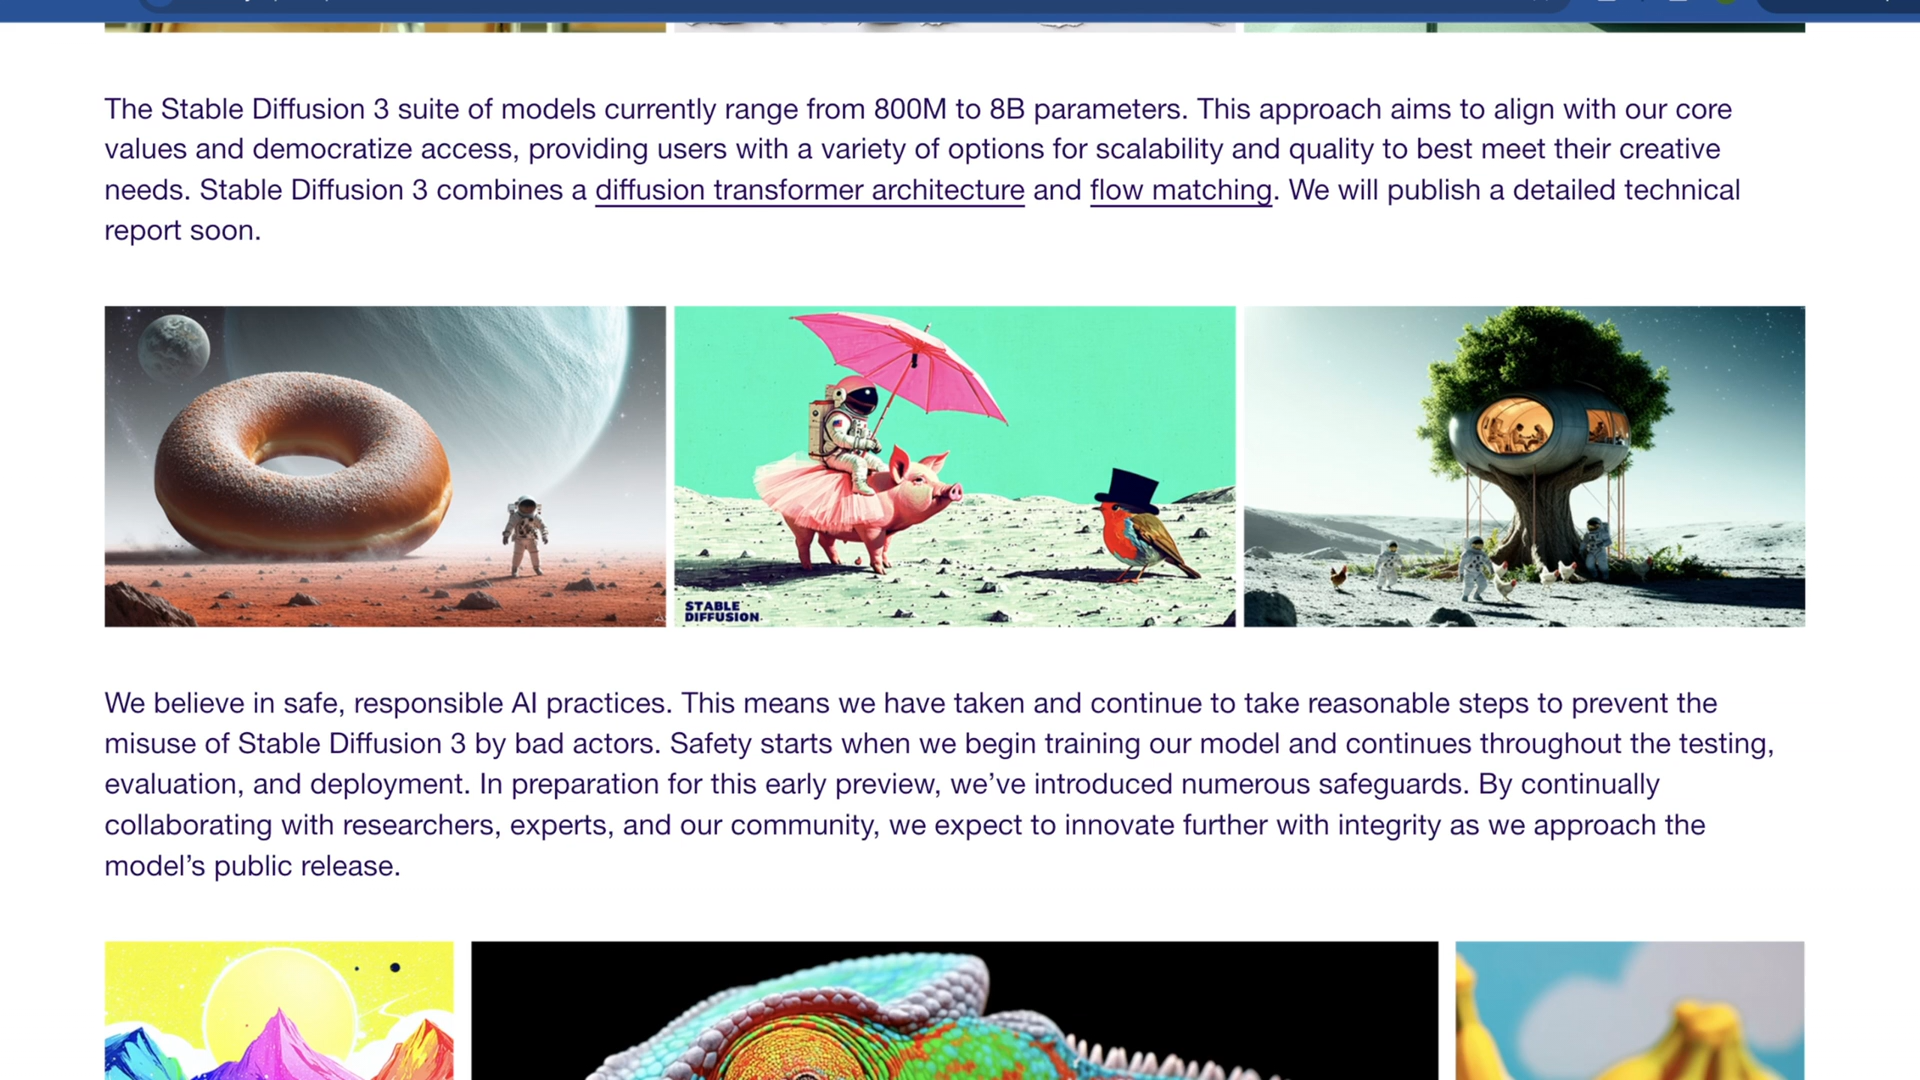 The Stable Diffusion 3 suite of models currently range from 800M to 8B parameters. This approach aims to align with our core
values and democratize access, providing users with a variety of options for scalability and quality to best meet their creative
needs. Stable Diffusion 3 combines a diffusion transformer architecture and flow matching. We will publish a detailed technical
report soon.
STABLE
DIFFUSION
We believe in safe, responsible AI practices. This means we have taken and continue to take reasonable steps to prevent the
misuse of Stable Diffusion 3 by bad actors. Safety starts when we begin training our model and continues throughout the testing,
evaluation, and deployment. In preparation for this early preview, we’ve introduced numerous safeguards. By continually
collaborating with researchers, experts, and our community, we expect to innovate further with integrity as we approach the
model’s public release.